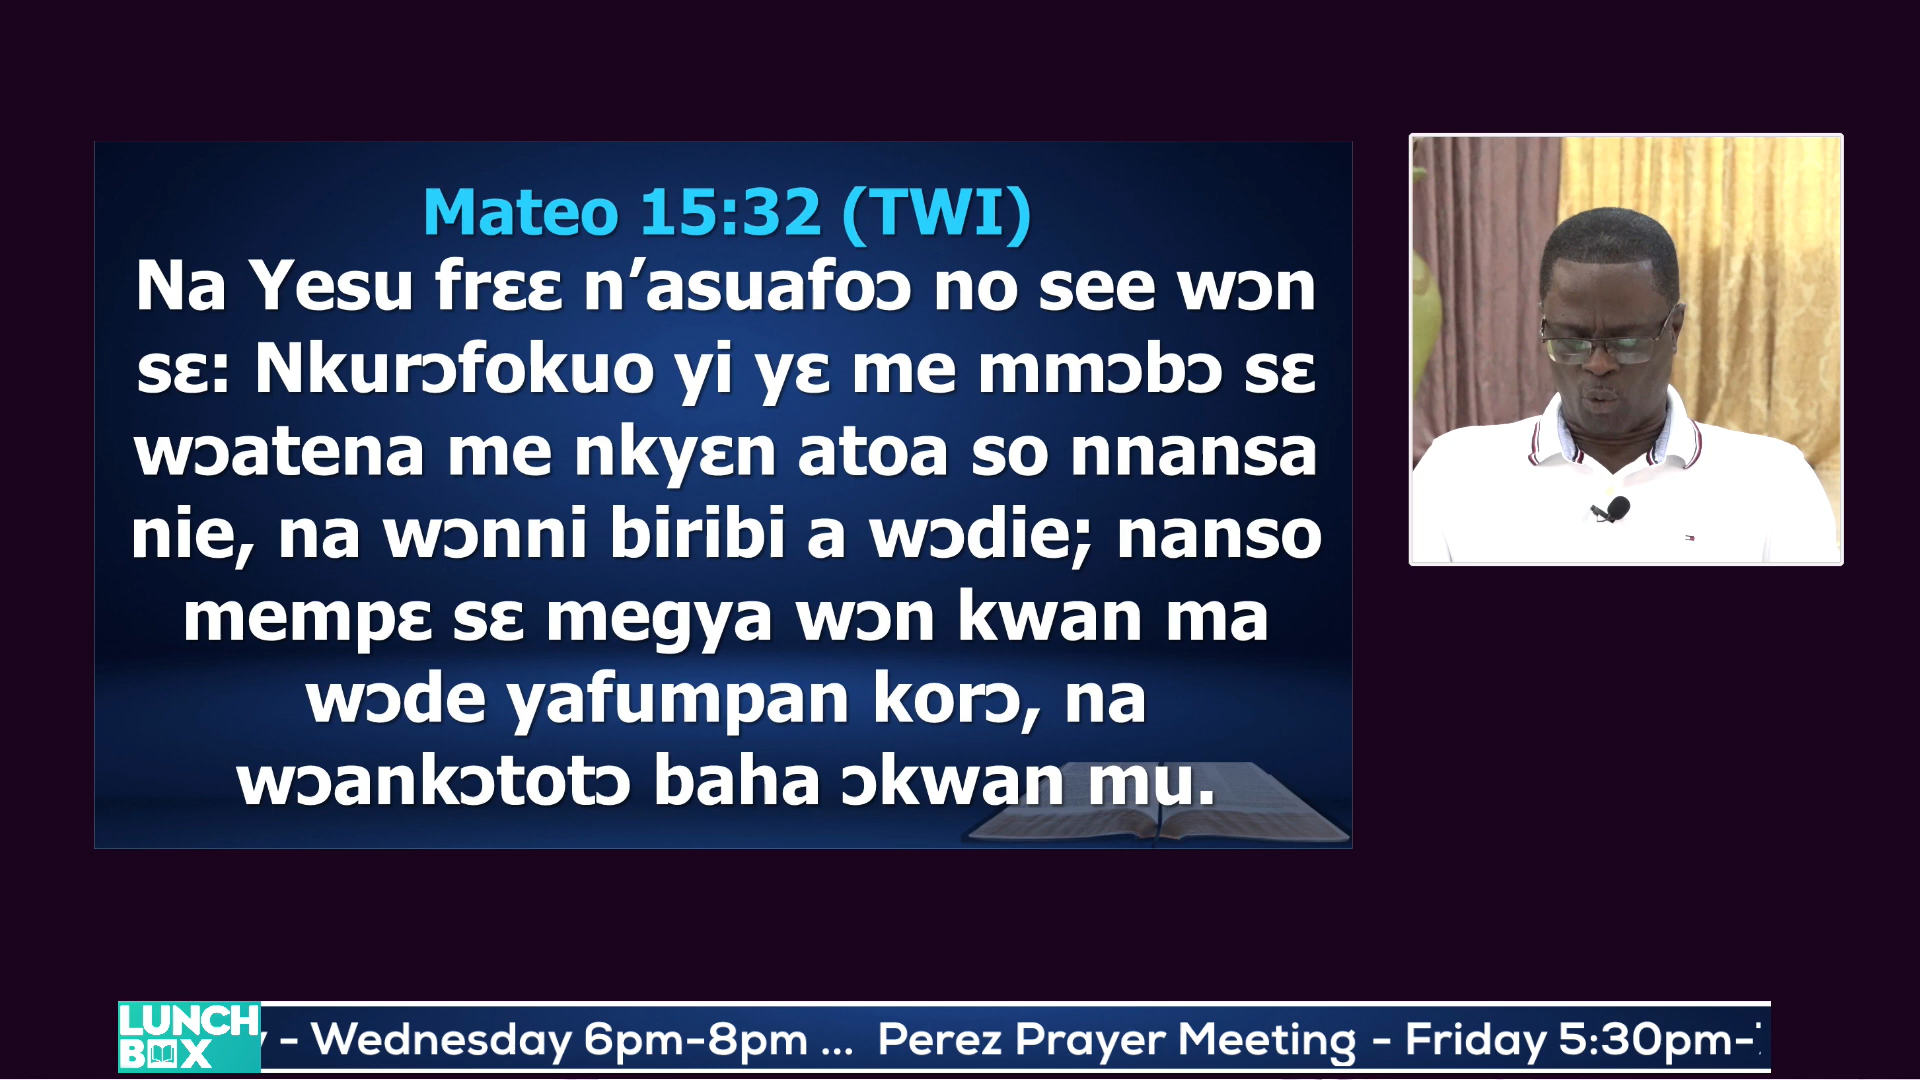 Mateo 15:32 (TWI)
Na Yesu frɛɛ n’asuafoɔ no see wɔn
sɛ: Nkurɔfokuo yi yɛ me mmɔbɔ sɛ
wɔatena me nkyɛn atoa so nnansa
nie, na wɔnni biribi a wɔdie; nanso
mempɛ sɛ megya wɔn kwan ma
wɔde yafumpan korɔ, na
wɔankɔtotɔ baha ɔkwan mu.
LUNCH
BOX
- Wednesday 6pm-8pm ... Perez Prayer Meeting - Friday 5:30pm-